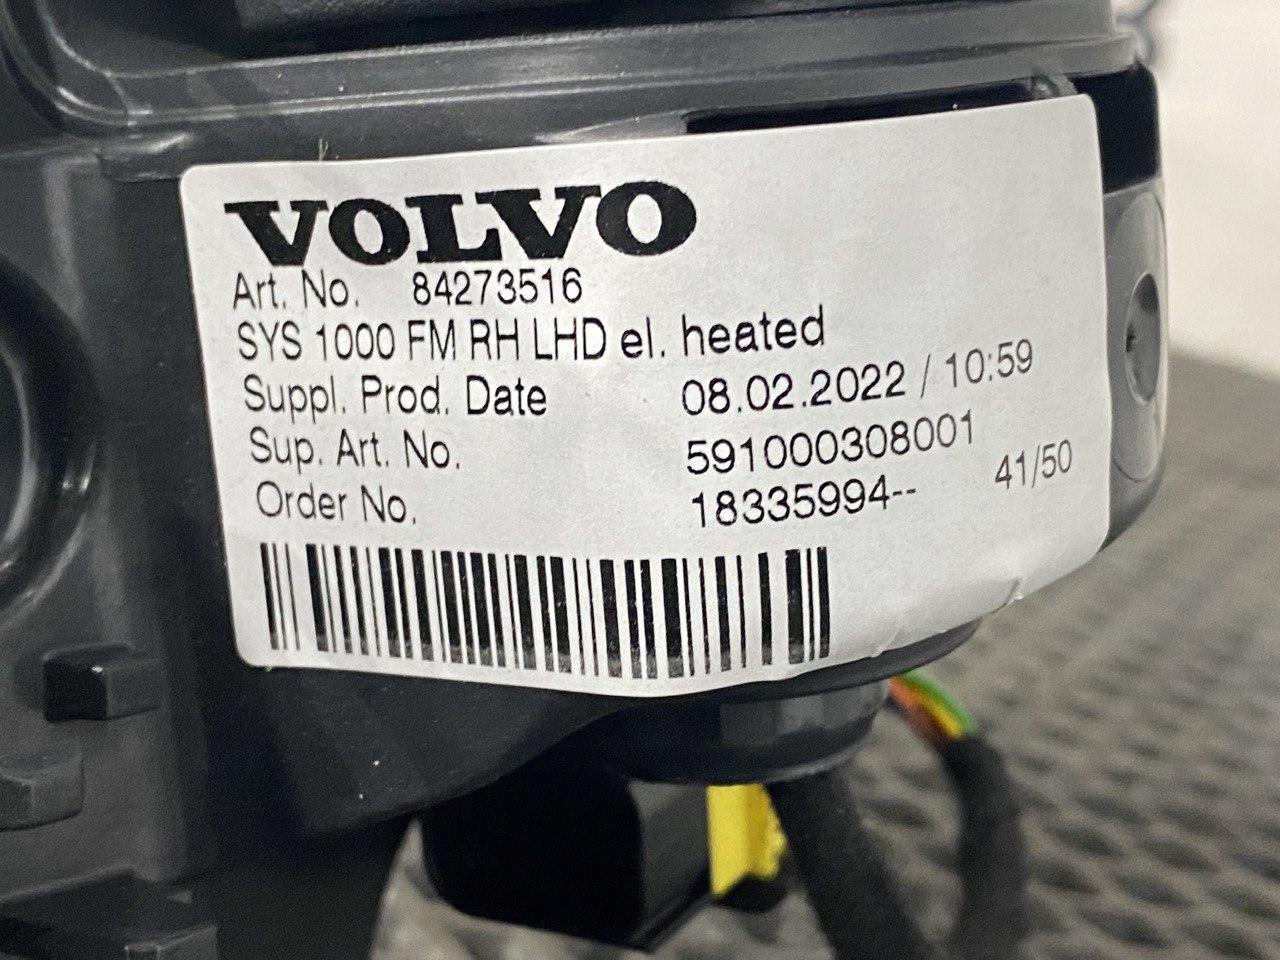 VOLVO
Art. No. 84273516
SYS 1000 FM RH LHD el. heated
Suppl. Prod. Date 08.02.2022 / 10:59
Sup. Art. No. 591000308001
Order No. 18335994-- 41/50